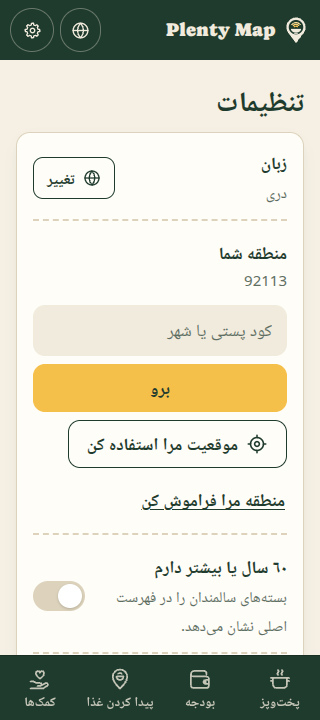 Plenty Map
تنظیمات
زبان
دری
تغییر
منطقه شما
92113
کود پستی یا شهر
برو
موقعیت مرا استفاده کن
منطقه مرا فراموش کن
۶۰ سال یا بیشتر دارم
بسته‌های سالمندان را در فهرست
اصلی نشان می‌دهد.
پخت‌وپز
بودجه
پیدا کردن غذا
کمک‌ها